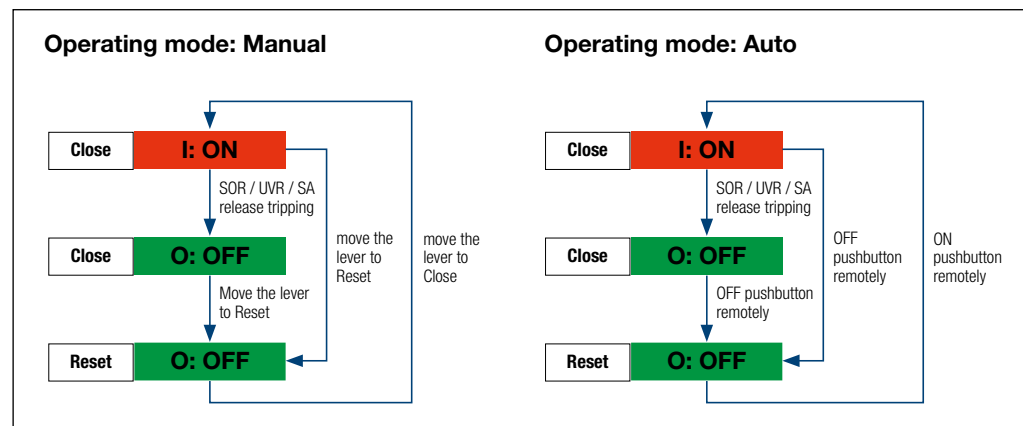 Operating mode: Manual
Close
I: ON
SOR / UVR / SA
release tripping
move the
lever to
Reset
move the
lever to
Close
Close
O: OFF
Move the lever
to Reset
Reset
O: OFF
Operating mode: Auto
Close
I: ON
SOR / UVR / SA
release tripping
OFF
pushbutton
remotely
ON
pushbutton
remotely
Close
O: OFF
OFF pushbutton
remotely
Reset
O: OFF